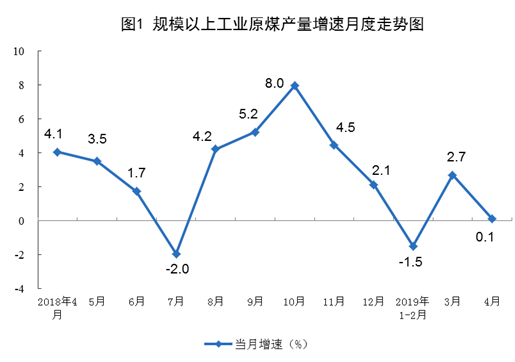 图1 规模以上工业原煤产量增速月度走势图
10
8
6
4
2
0
-2
-4
4.1
3.5
1.7
-2.0
4.2
5.2
8.0
4.5
2.1
-1.5
2.7
0.1
2018年4
月
5月
6月
7月
8月
9月
10月
11月
12月
2019年
1-2月
3月
4月
当月增速（%）